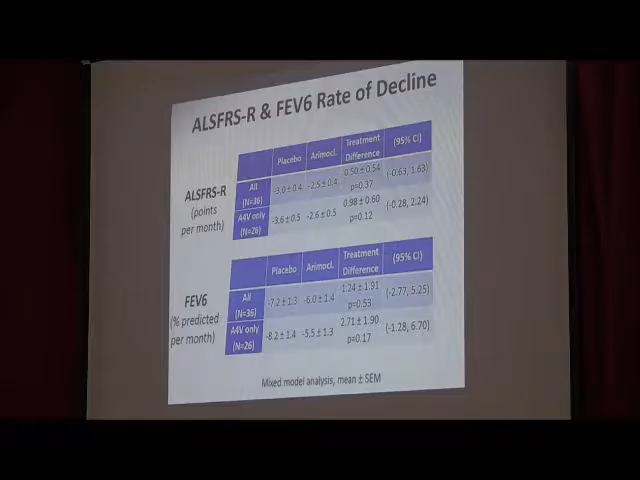 ALSFRS-R & FEV6 Rate of Decline
ALSFRS-R
(points
per month)
Placebo Arimocl. Treatment Difference (95% CI)
All (N=36) -3.0 ± 0.4 -2.5 ± 0.4 0.50 ± 0.54 p=0.37 (-0.63, 1.63)
A4V only (N=26) -3.6 ± 0.5 -2.6 ± 0.5 0.98 ± 0.60 p=0.12 (-0.28, 2.24)
FEV6
(% predicted
per month)
Placebo Arimocl. Treatment Difference (95% CI)
All (N=36) -7.2 ± 1.3 -6.0 ± 1.4 1.24 ± 1.91 p=0.53 (-2.77, 5.25)
A4V only (N=26) -8.2 ± 1.4 -5.5 ± 1.3 2.71 ± 1.90 p=0.17 (-1.28, 6.70)
Mixed model analysis, mean ± SEM